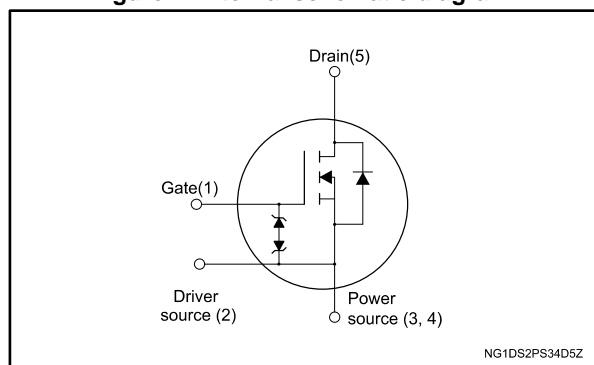 Drain(5)
Gate(1)
Driver
source (2)
Power
source (3, 4)
NG1DS2PS34D5Z